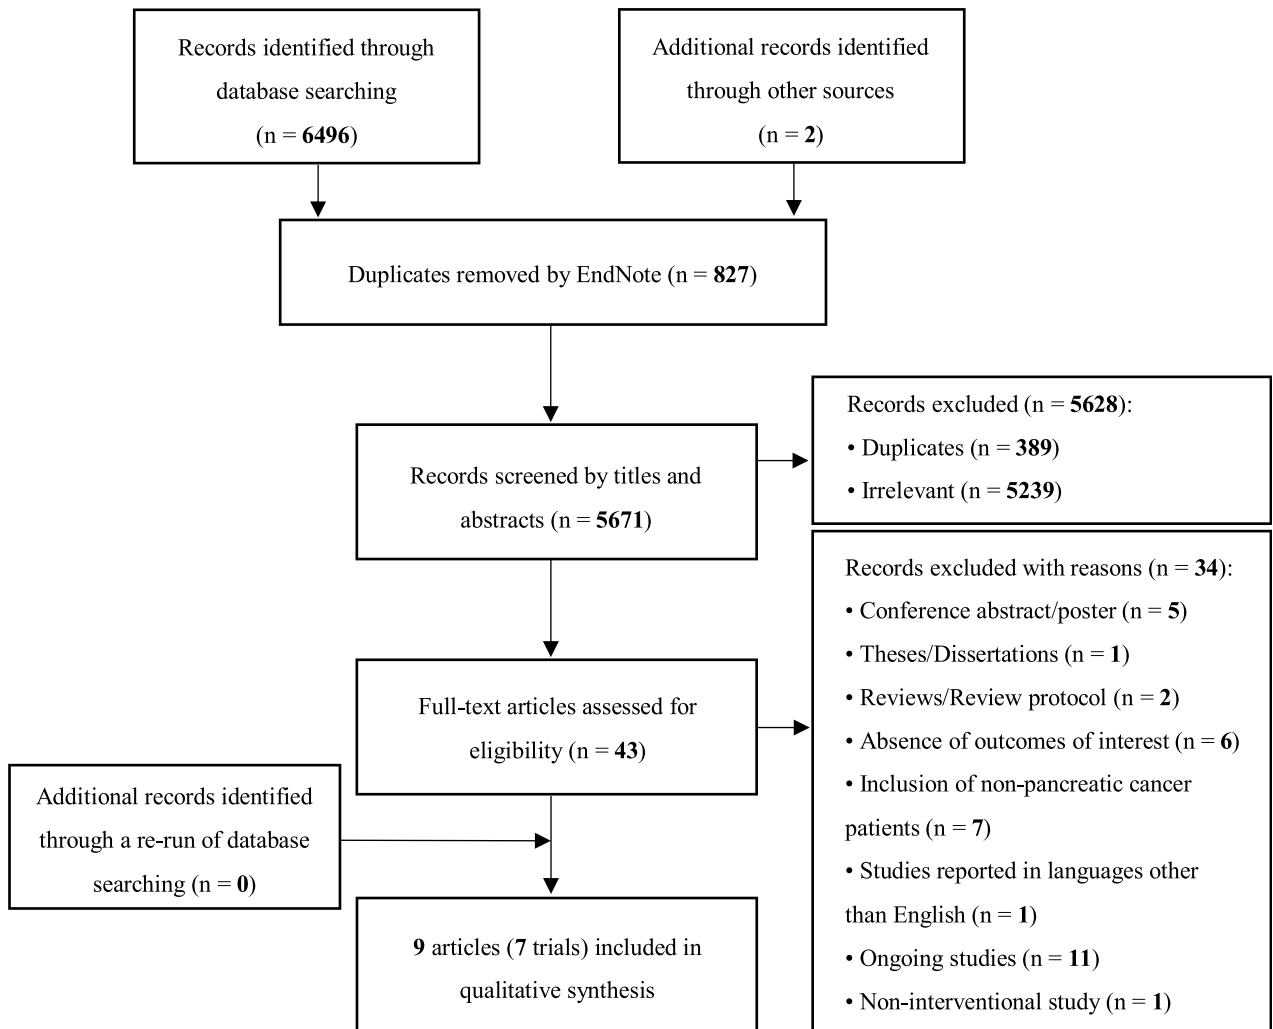 Records identified through
database searching
(n = 6496)
Additional records identified
through other sources
(n = 2)
Duplicates removed by EndNote (n = 827)
Records screened by titles and
abstracts (n = 5671)
Records excluded (n = 5628):
• Duplicates (n = 389)
• Irrelevant (n = 5239)
Full-text articles assessed for
eligibility (n = 43)
Records excluded with reasons (n = 34):
• Conference abstract/poster (n = 5)
• Theses/Dissertations (n = 1)
• Reviews/Review protocol (n = 2)
• Absence of outcomes of interest (n = 6)
• Inclusion of non-pancreatic cancer
patients (n = 7)
• Studies reported in languages other
than English (n = 1)
• Ongoing studies (n = 11)
• Non-interventional study (n = 1)
Additional records identified
through a re-run of database
searching (n = 0)
9 articles (7 trials) included in
qualitative synthesis